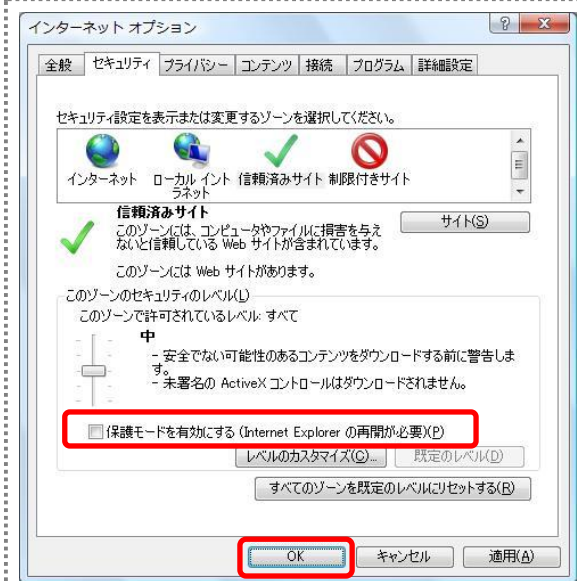 インターネット オプション
全般 セキュリティ プライバシー コンテンツ 接続 プログラム 詳細設定
セキュリティ設定を表示または変更するゾーンを選択してください。
インターネット ローカル イントラネット 信頼済みサイト 制限付きサイト
信頼済みサイト
サイト(S)
このゾーンには、コンピュータやファイルに損害を与え
ないと信頼している Web サイトが含まれています。
このゾーンには Web サイトがあります。
このゾーンのセキュリティのレベル(L)
このゾーンで許可されているレベル: すべて
中
- 安全でない可能性のあるコンテンツをダウンロードする前に警告しま
す。
- 未署名の ActiveX コントロールはダウンロードされません。
保護モードを有効にする (Internet Explorer の再開が必要)(P)
レベルのカスタマイズ(C)... 既定のレベル(D)
すべてのゾーンを既定のレベルにリセットする(R)
OK キャンセル 適用(A)